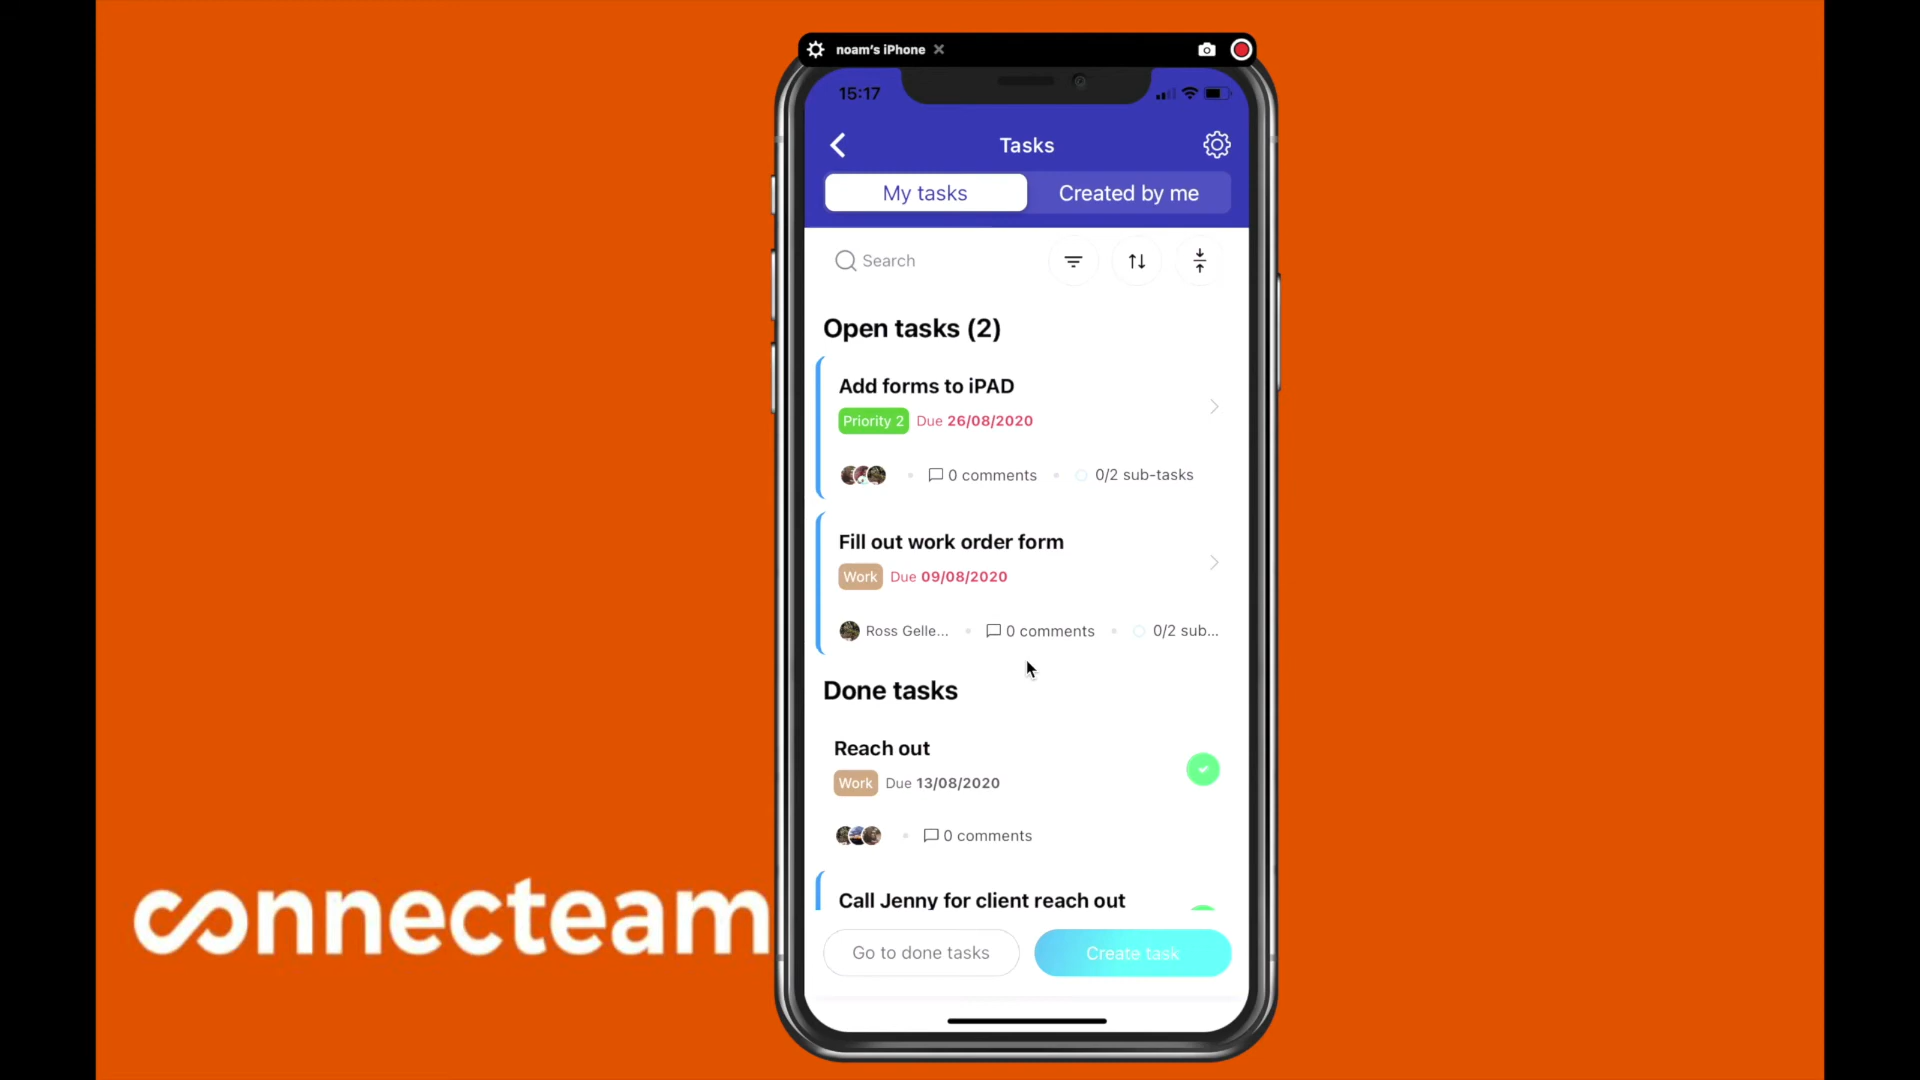 noam's iPhone
15:17
Tasks
My tasks
Created by me
Search
Open tasks (2)
Add forms to iPAD
Priority 2 Due 26/08/2020
0 comments 0/2 sub-tasks
Fill out work order form
Work Due 09/08/2020
Ross Gelle... 0 comments 0/2 sub...
Done tasks
Reach out
Work Due 13/08/2020
0 comments
Call Jenny for client reach out
connecteam
Go to done tasks
Create task